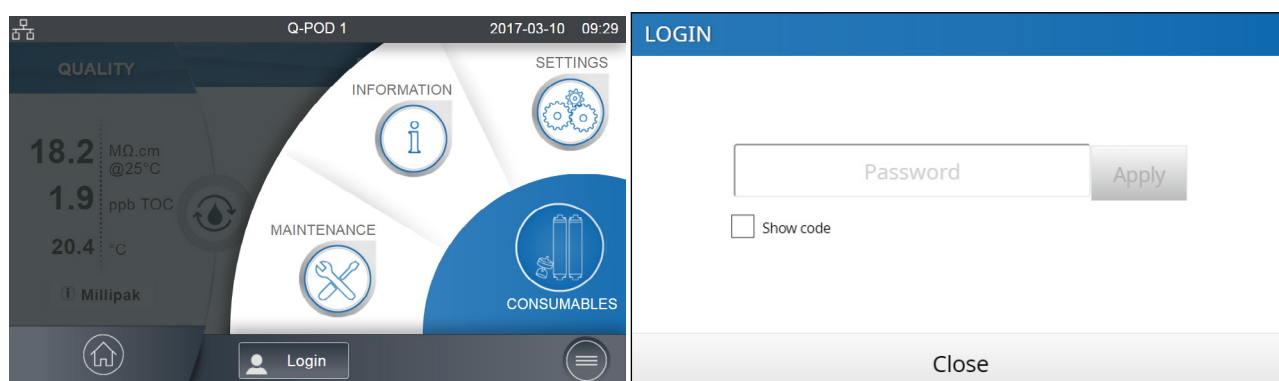 Q-POD 1
2017-03-10 09:29
QUALITY
18.2 MΩ.cm
@25°C
1.9 ppb TOC
20.4 °C
Millipak
SETTINGS
INFORMATION
MAINTENANCE
CONSUMABLES
Login
LOGIN
Password
Apply
Show code
Close